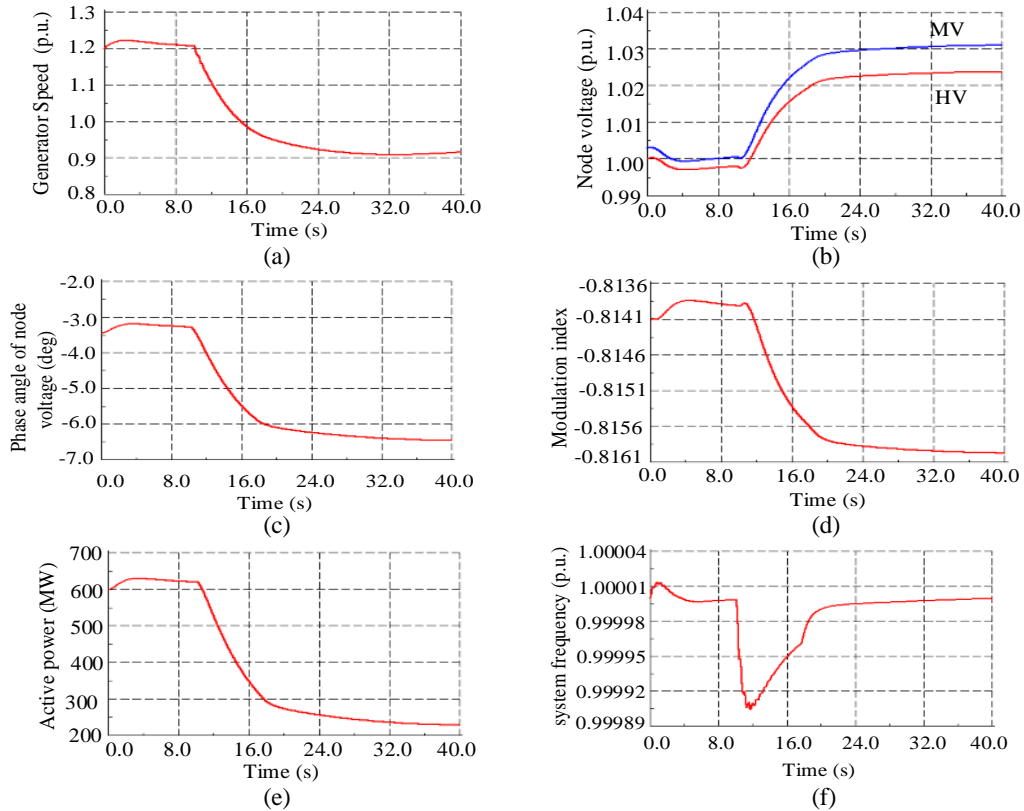 Generator Speed (p.u.)
1.3
1.2
1.1
1.0
0.9
0.8
0.0 8.0 16.0 24.0 32.0 40.0
Time (s)
(a)
Node voltage (p.u.)
1.04
1.03
1.02
1.01
1.00
0.99
MV
HV
0.0 8.0 16.0 24.0 32.0 40.0
Time (s)
(b)
Phase angle of node
voltage (deg)
-2.0
-3.0
-4.0
-5.0
-6.0
-7.0
0.0 8.0 16.0 24.0 32.0 40.0
Time (s)
(c)
Modulation index
-0.8136
-0.8141
-0.8146
-0.8151
-0.8156
-0.8161
0.0 8.0 16.0 24.0 32.0 40.0
Time (s)
(d)
Active power (MW)
700
600
500
400
300
200
0.0 8.0 16.0 24.0 32.0 40.0
Time (s)
(e)
system frequency (p.u.)
1.00004
1.00001
0.99998
0.99995
0.99992
0.99989
0.0 8.0 16.0 24.0 32.0 40.0
Time (s)
(f)